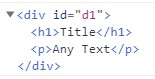 ▼<div id="d1">
<h1>Title</h1>
<p>Any Text</p>
</div>